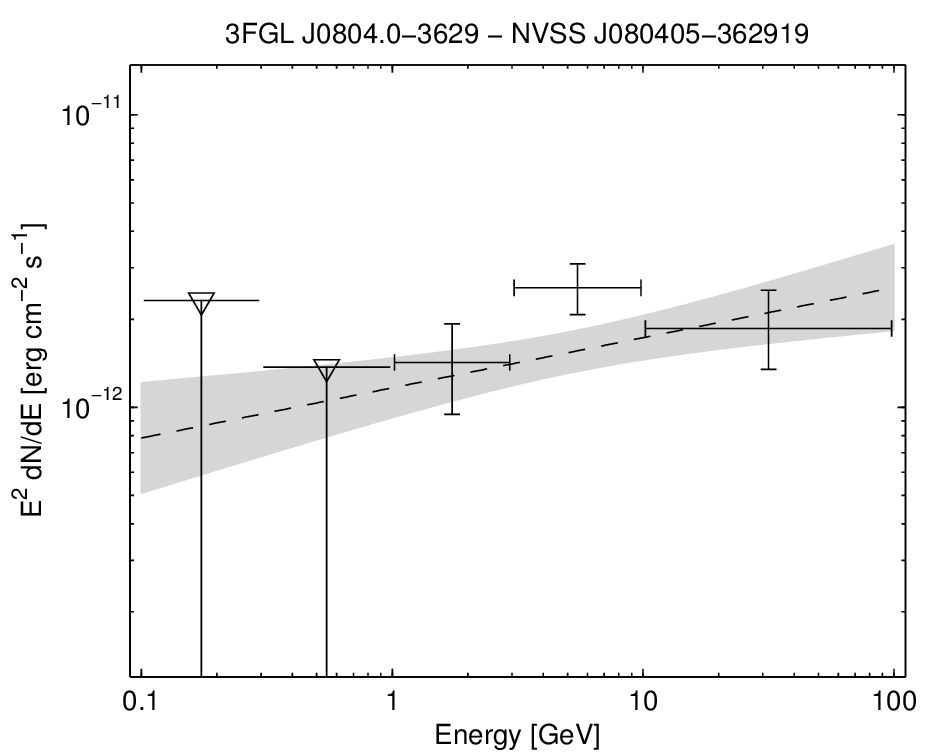 3FGL J0804.0−3629 − NVSS J080405−362919
10⁻¹¹
10⁻¹²
E² dN/dE [erg cm⁻² s⁻¹]
0.1 1 10 100
Energy [GeV]